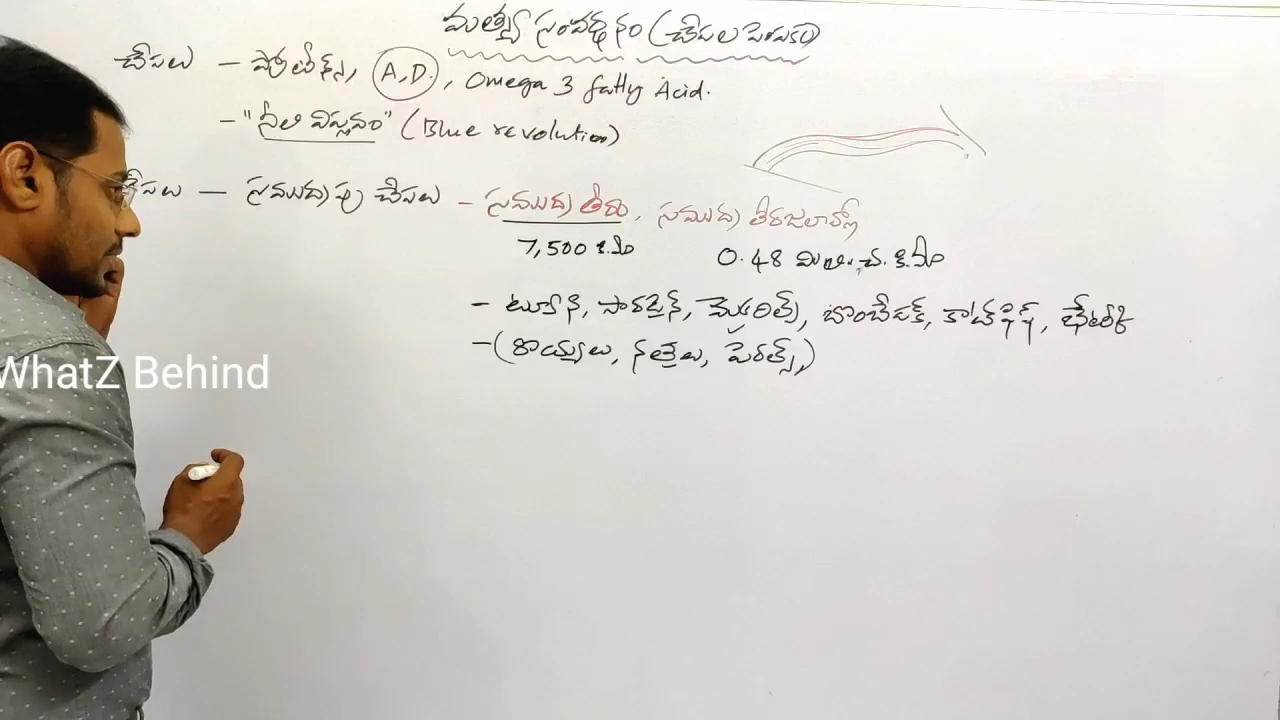 మత్స్య సంవర్ధనం (చేపల పెంపకం)
చేపలు – ప్రోటీన్స్, A,D, Omega 3 fatty Acid.
– "నీలి విప్లవం" (Blue revolution)
చేపలు – సముద్రపు చేపలు – సముద్ర తీరం, సముద్ర తీరజలాలలో
7,500 కి.మీ 0.48 మిలి.చ.కి.మీ
– టునా, సార్డైన్, మ్యాకరిల్స్, బాంబేడక్, కాట్ ఫిష్, భేట్కి
– (రొయ్యలు, నత్తలు, పెరల్స్)
WhatZ Behind